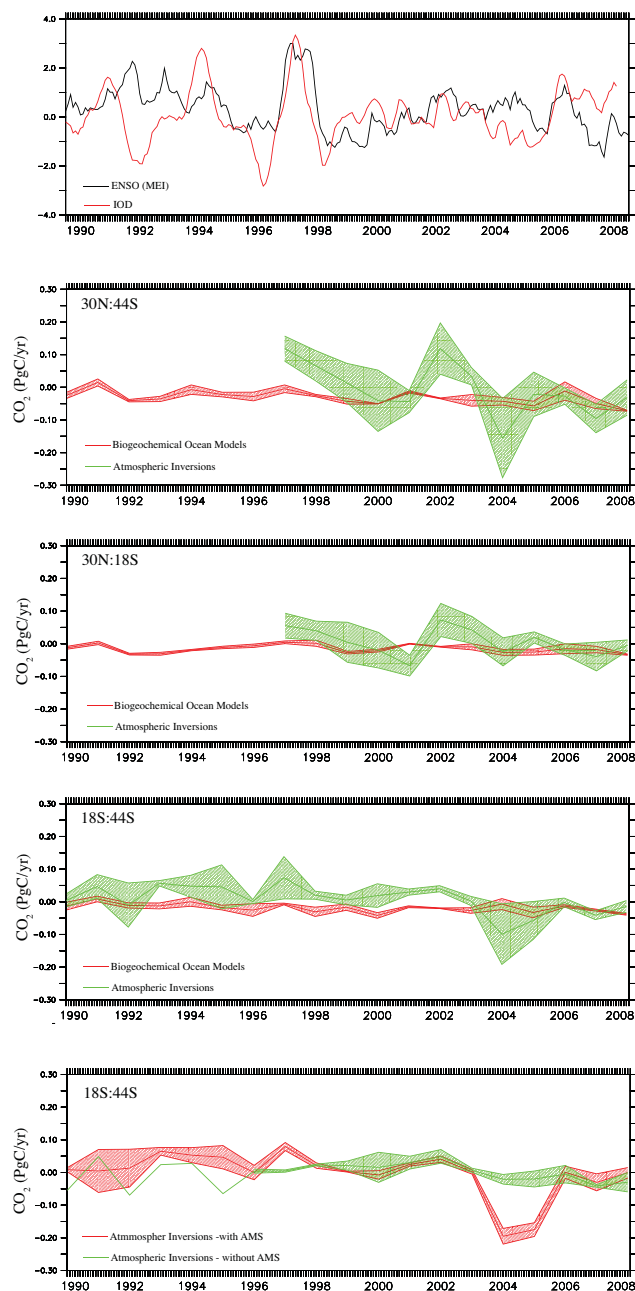 4.0
2.0
0.0
−2.0
−4.0
ENSO (MEI)
IOD
1990 1992 1994 1996 1998 2000 2002 2004 2006 2008
CO2 (PgC/yr)
0.30
0.20
0.10
0.00
−0.10
−0.20
−0.30
30N:44S
Biogeochemical Ocean Models
Atmospheric Inversions
1990 1992 1994 1996 1998 2000 2002 2004 2006 2008
CO2 (PgC/yr)
0.30
0.20
0.10
0.00
−0.10
−0.20
−0.30
30N:18S
Biogeochemical Ocean Models
Atmospheric Inversions
1990 1992 1994 1996 1998 2000 2002 2004 2006 2008
CO2 (PgC/yr)
0.30
0.20
0.10
0.00
−0.10
−0.20
−0.30
18S:44S
Biogeochemical Ocean Models
Atmospheric Inversions
1990 1992 1994 1996 1998 2000 2002 2004 2006 2008
CO2 (PgC/yr)
0.30
0.20
0.10
0.00
−0.10
−0.20
−0.30
18S:44S
Atmmospher Inversions -with AMS
Atmospheric Inversions - without AMS
1990 1992 1994 1996 1998 2000 2002 2004 2006 2008